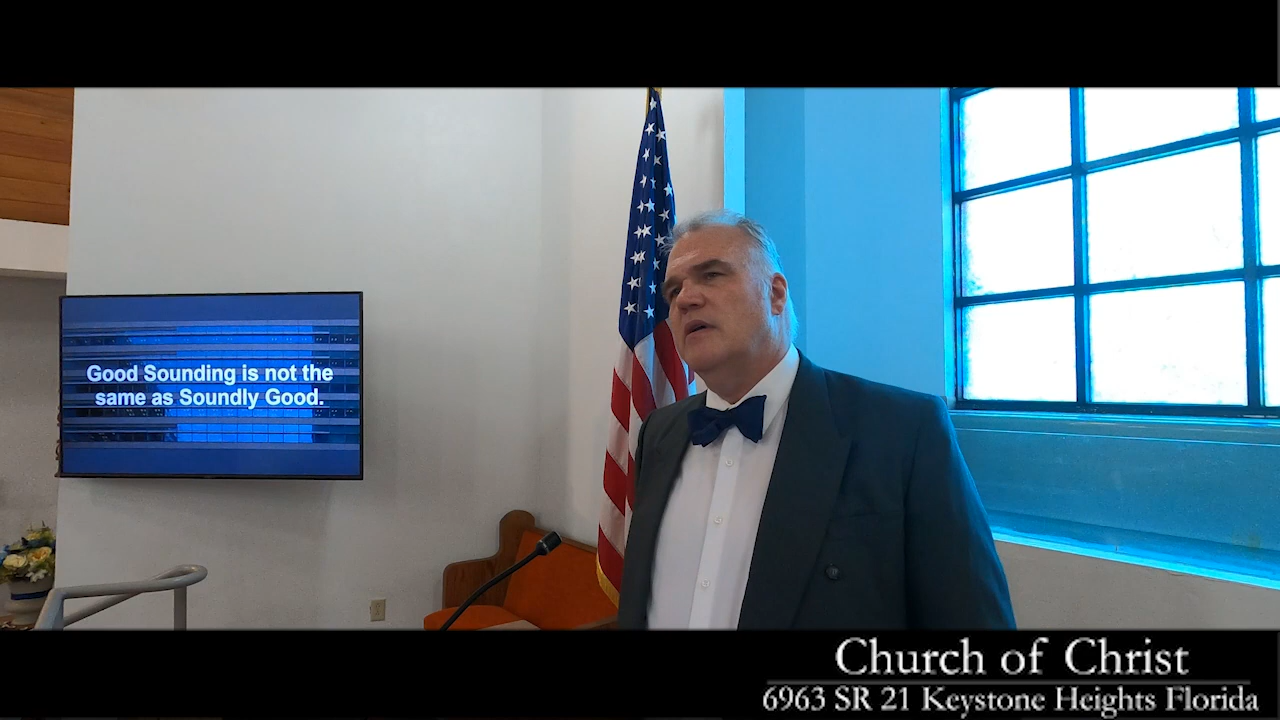 Good Sounding is not the
same as Soundly Good.
Church of Christ
6963 SR 21 Keystone Heights Florida